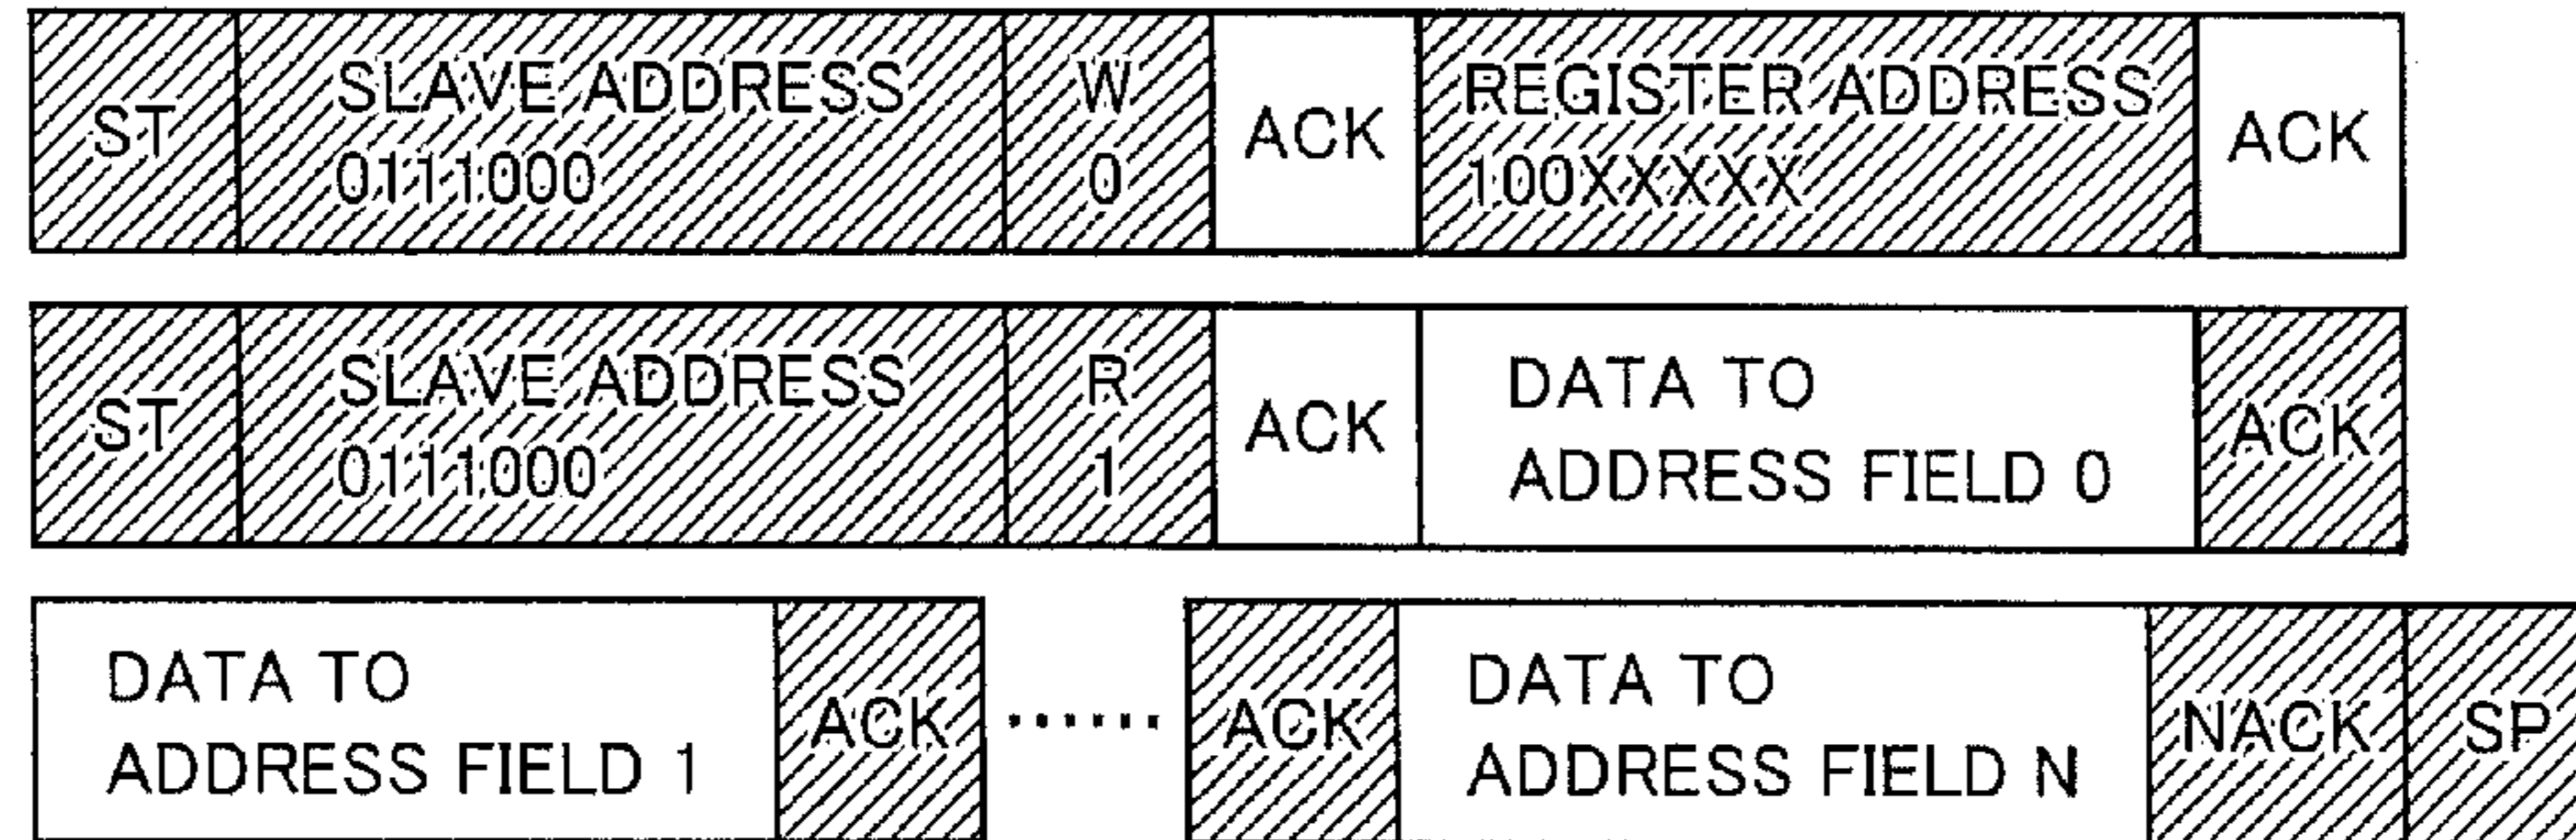 ST SLAVE ADDRESS 0111000 W 0 ACK REGISTER ADDRESS 100XXXXX ACK
ST SLAVE ADDRESS 0111000 R 1 ACK DATA TO ADDRESS FIELD 0 ACK
DATA TO ADDRESS FIELD 1 ACK ...... ACK DATA TO ADDRESS FIELD N NACK SP